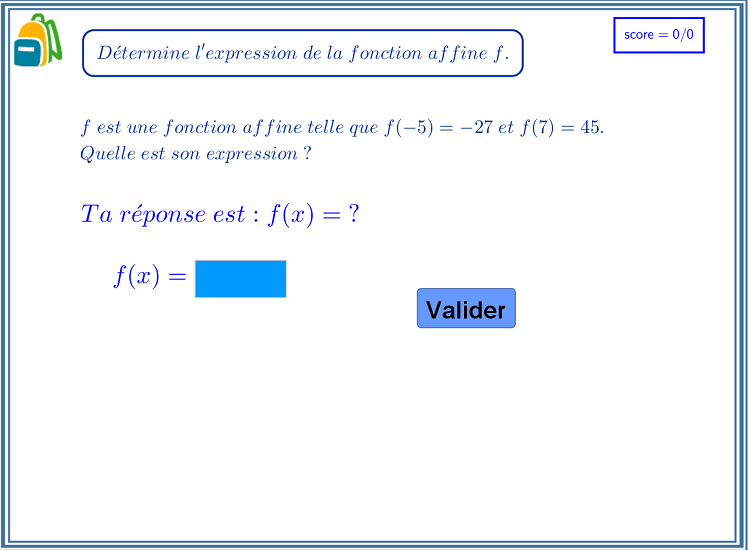 Détermine l'expression de la fonction affine f.
score = 0/0
f est une fonction affine telle que f(−5) = −27 et f(7) = 45.
Quelle est son expression ?
Ta réponse est : f(x) = ?
f(x) =
Valider